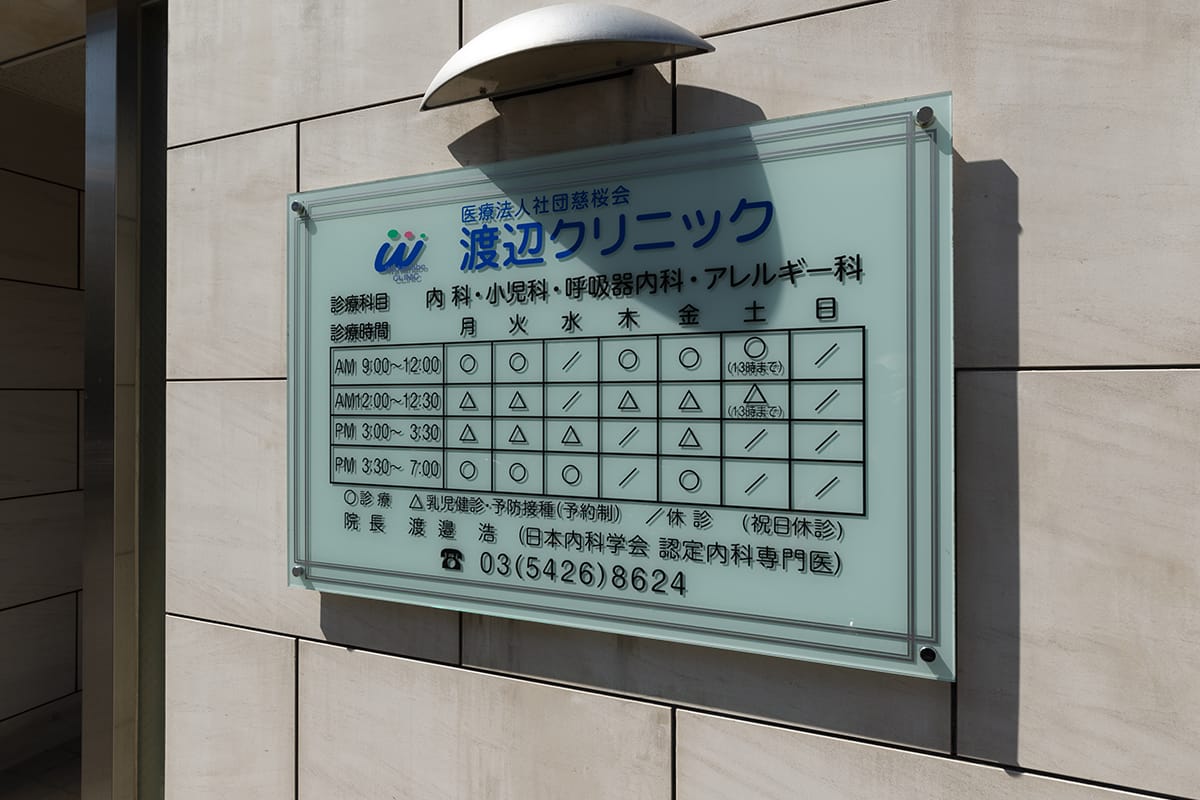 医療法人社団慈桜会
渡辺クリニック
CLINIC
診療科目 内科・小児科・呼吸器内科・アレルギー科
診療時間 月 火 水 木 金 土 日
AM 9:00〜12:00 ○ ○ ／ ○ ○ ○(13時まで) ／
AM12:00〜12:30 △ △ ／ △ △ △(13時まで) ／
PM 3:00〜 3:30 △ △ △ ／ △ ／ ／
PM 3:30〜 7:00 ○ ○ ○ ／ ○ ／ ／
○診療 △乳児健診・予防接種(予約制) ／休診 (祝日休診)
院長 渡邉 浩 (日本内科学会 認定内科専門医)
☎ 03(5426)8624